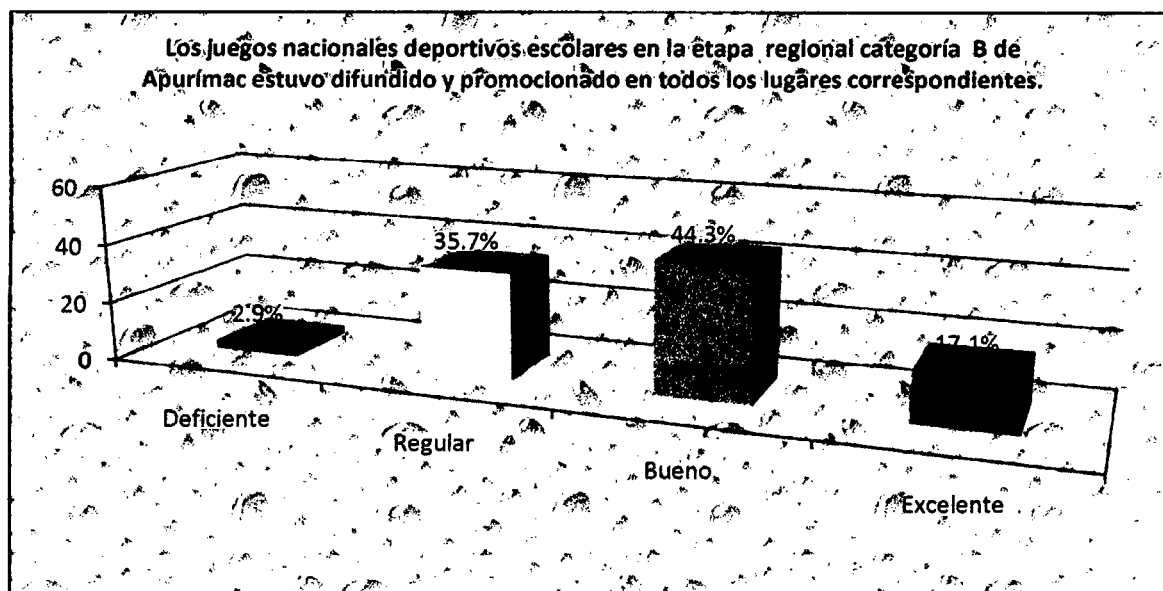 Los juegos nacionales deportivos escolares en la etapa regional categoría B de
Apurímac estuvo difundido y promocionado en todos los lugares correspondientes.
60
40
20
0
2.9%
35.7%
44.3%
17.1%
Deficiente
Regular
Bueno
Excelente